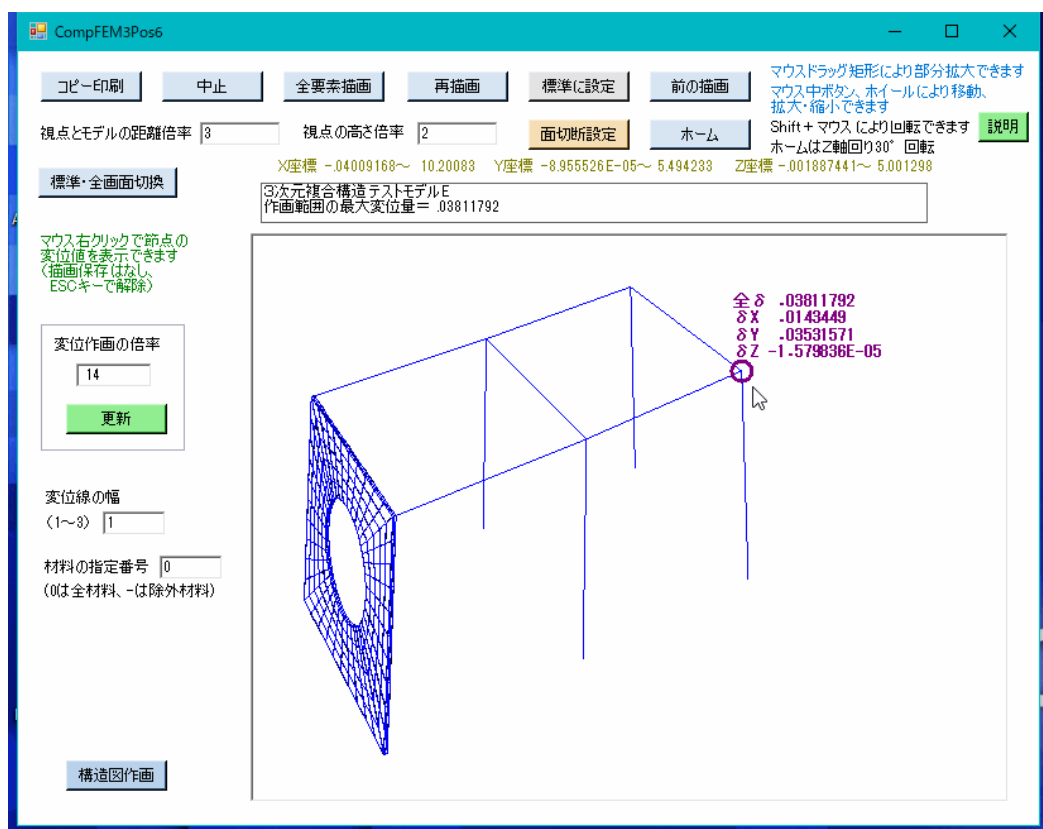 CompFEM3Pos6
コピー印刷
中止
全要素描画
再描画
標準に設定
前の描画
マウスドラッグ矩形により部分拡大できます
マウス中ボタン、ホイールにより移動、
拡大・縮小できます
視点とモデルの距離倍率 3
視点の高さ倍率 2
面切断設定
ホーム
Shift+マウスにより回転できます
ホームはZ軸回り30°回転
説明
標準・全画面切換
X座標 -.04009168～ 10.20083 Y座標 -8.955526E-05～ 5.494233 Z座標 -.001887441～ 5.001298
3次元複合構造テストモデルE
作画範囲の最大変位量= .03811792
マウス右クリックで節点の
変位値を表示できます
(描画保存はなし、
ESCキーで解除)
全δ .03811792
δX .0143449
δY .03531571
δZ -1.579836E-05
変位作画の倍率
14
更新
変位線の幅
(1～3) 1
材料の指定番号 0
(0は全材料、-は除外材料)
構造図作画